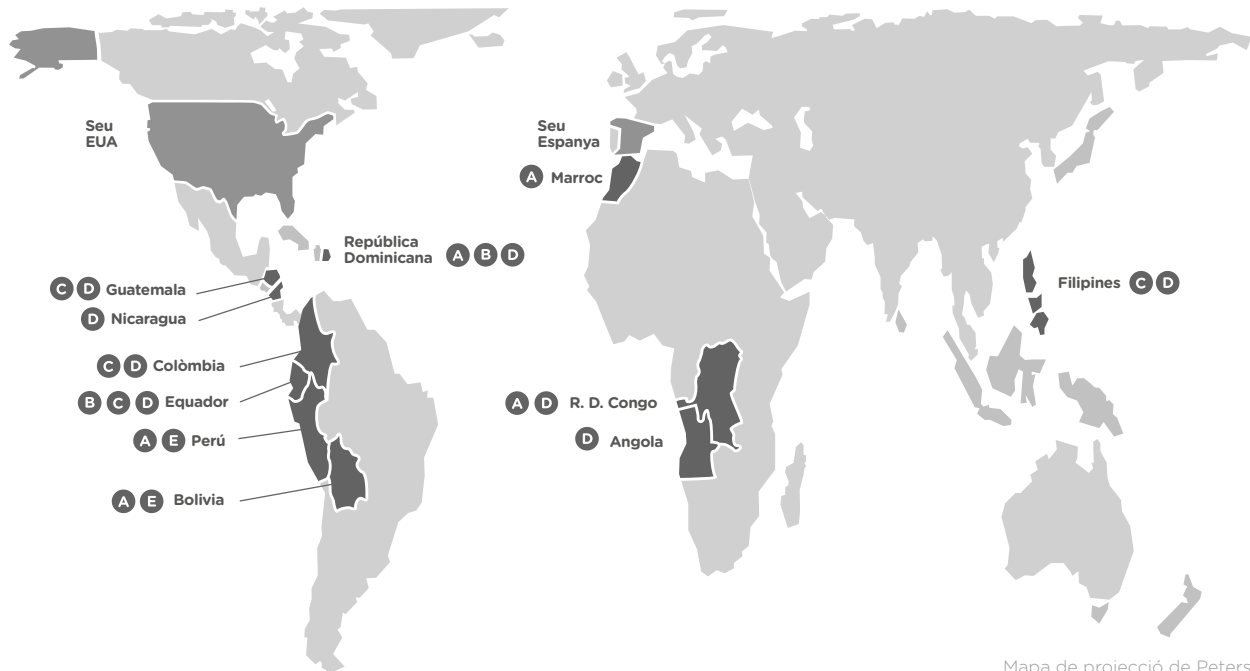 Seu
EUA
Seu
Espanya
A Marroc
República
Dominicana A B D
C D Guatemala
D Nicaragua
Filipines C D
C D Colòmbia
B C D Equador
A D R. D. Congo
A E Perú
D Angola
A E Bolivia
Mapa de projecció de Peters